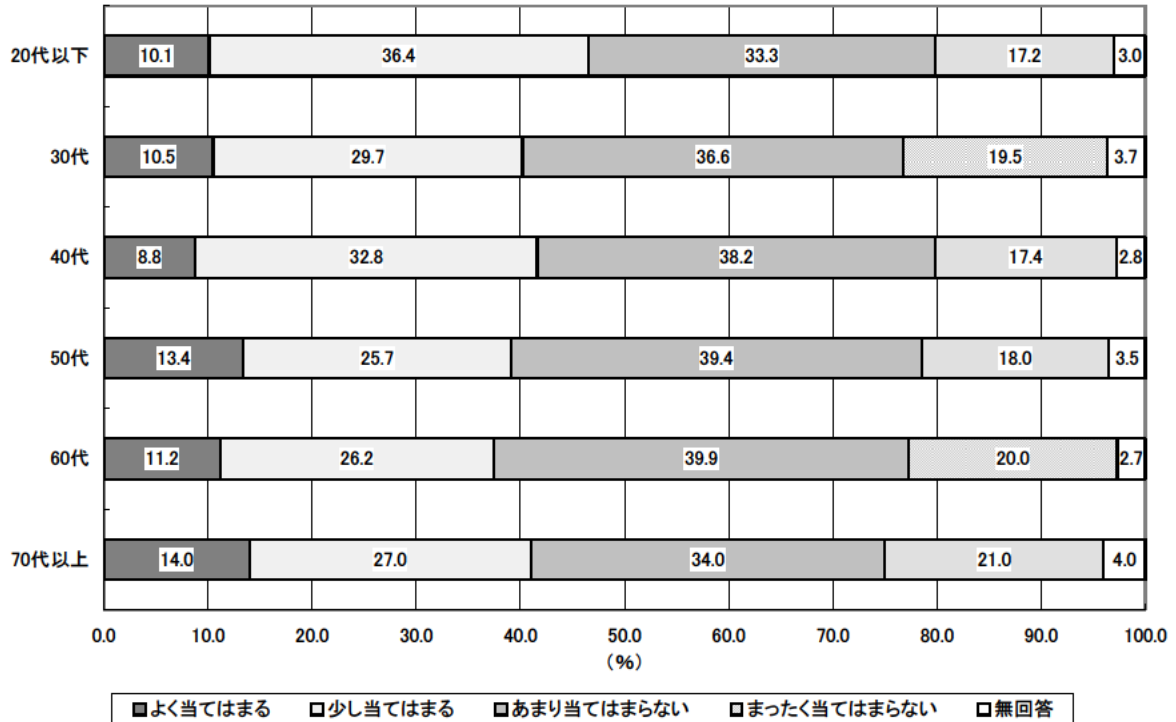 20代以下 10.1 36.4 33.3 17.2 3.0
30代 10.5 29.7 36.6 19.5 3.7
40代 8.8 32.8 38.2 17.4 2.8
50代 13.4 25.7 39.4 18.0 3.5
60代 11.2 26.2 39.9 20.0 2.7
70代以上 14.0 27.0 34.0 21.0 4.0
0.0 10.0 20.0 30.0 40.0 50.0 60.0 70.0 80.0 90.0 100.0
(%)
よく当てはまる 少し当てはまる あまり当てはまらない まったく当てはまらない 無回答